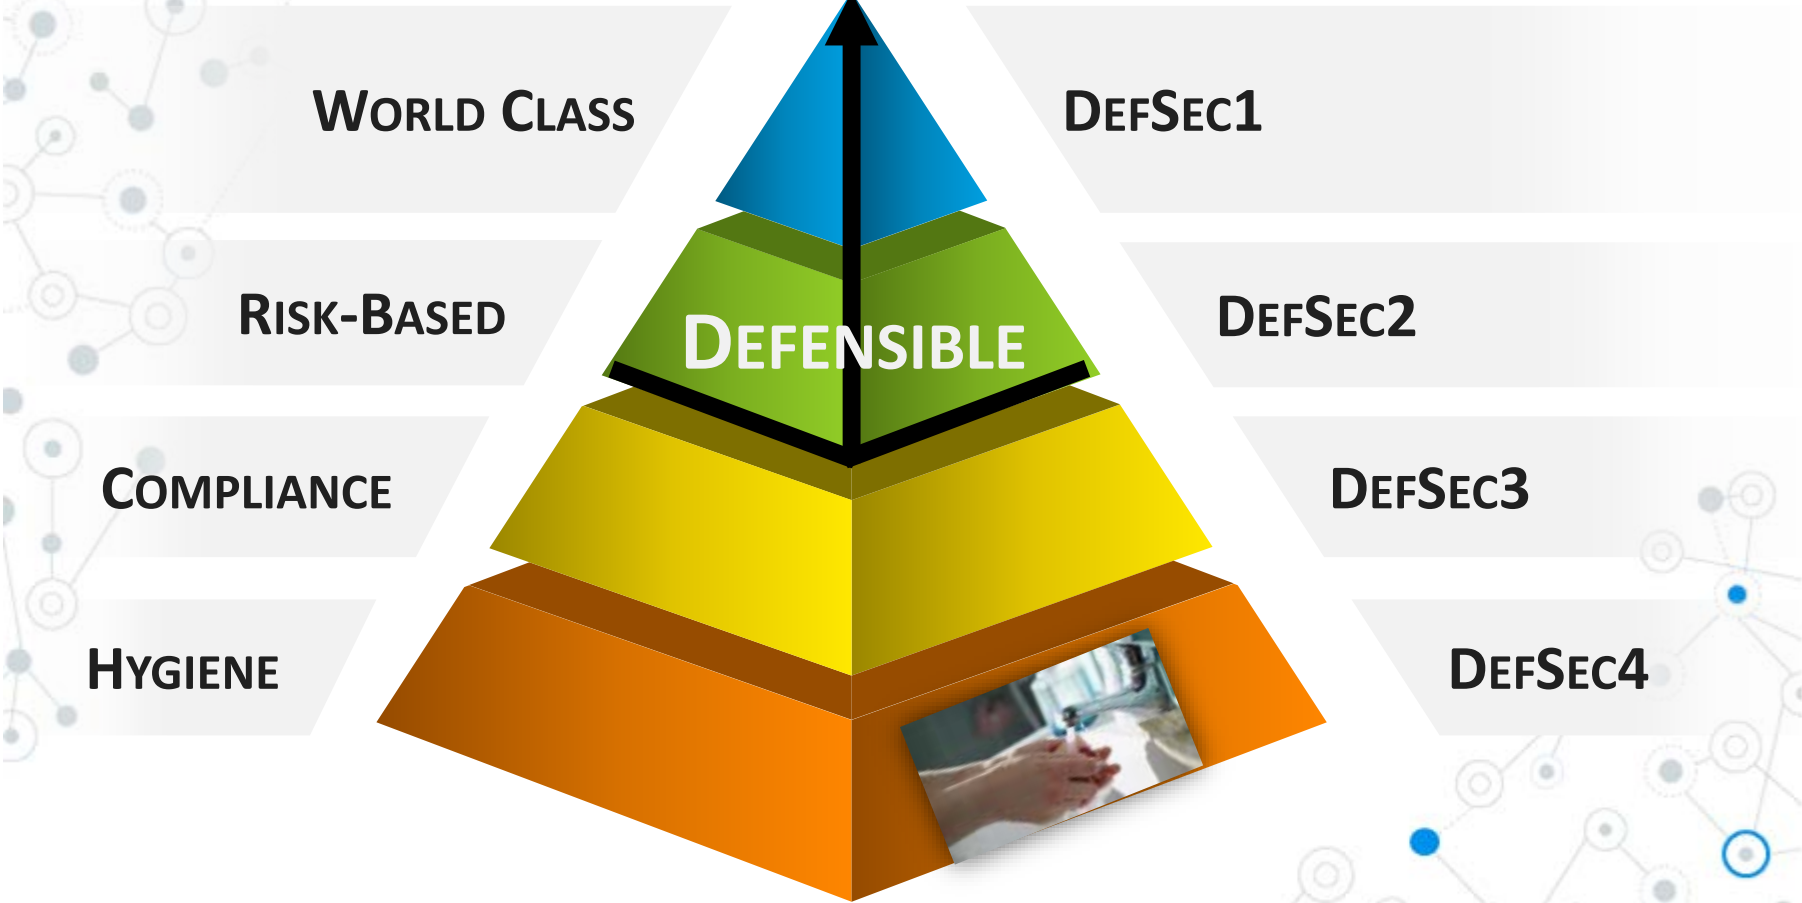 World Class
DefSec1
Risk-Based
Defensible
DefSec2
Compliance
DefSec3
Hygiene
DefSec4